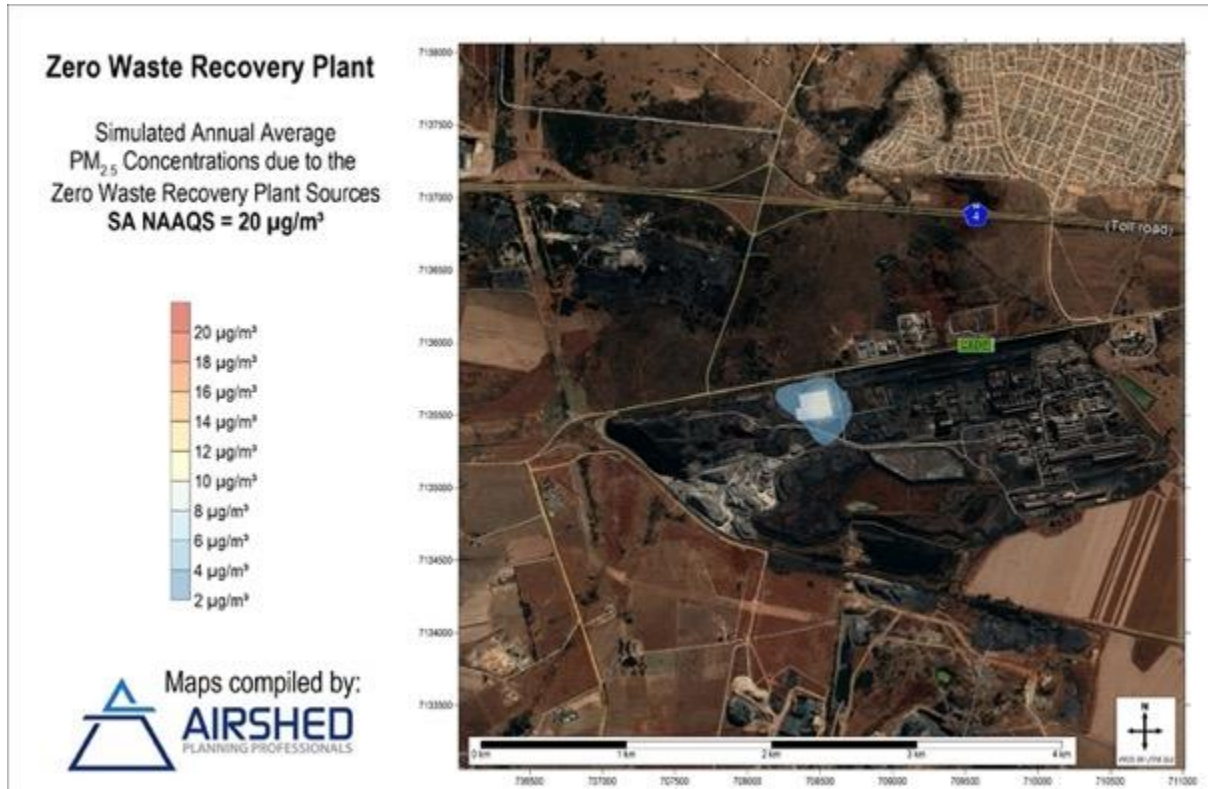 Zero Waste Recovery Plant
Simulated Annual Average
PM2.5 Concentrations due to the
Zero Waste Recovery Plant Sources
SA NAAQS = 20 µg/m³
20 µg/m³
18 µg/m³
16 µg/m³
14 µg/m³
12 µg/m³
10 µg/m³
8 µg/m³
6 µg/m³
4 µg/m³
2 µg/m³
Maps compiled by:
AIRSHED
PLANNING PROFESSIONALS
7138000
7137500
7137000
7136500
7136000
7135500
7135000
7134500
7134000
7133500
4
(Toll road)
N
0 km
1 km
2 km
3 km
4 km
706500
707000
707500
708000
708500
709000
709500
710000
710500
711000